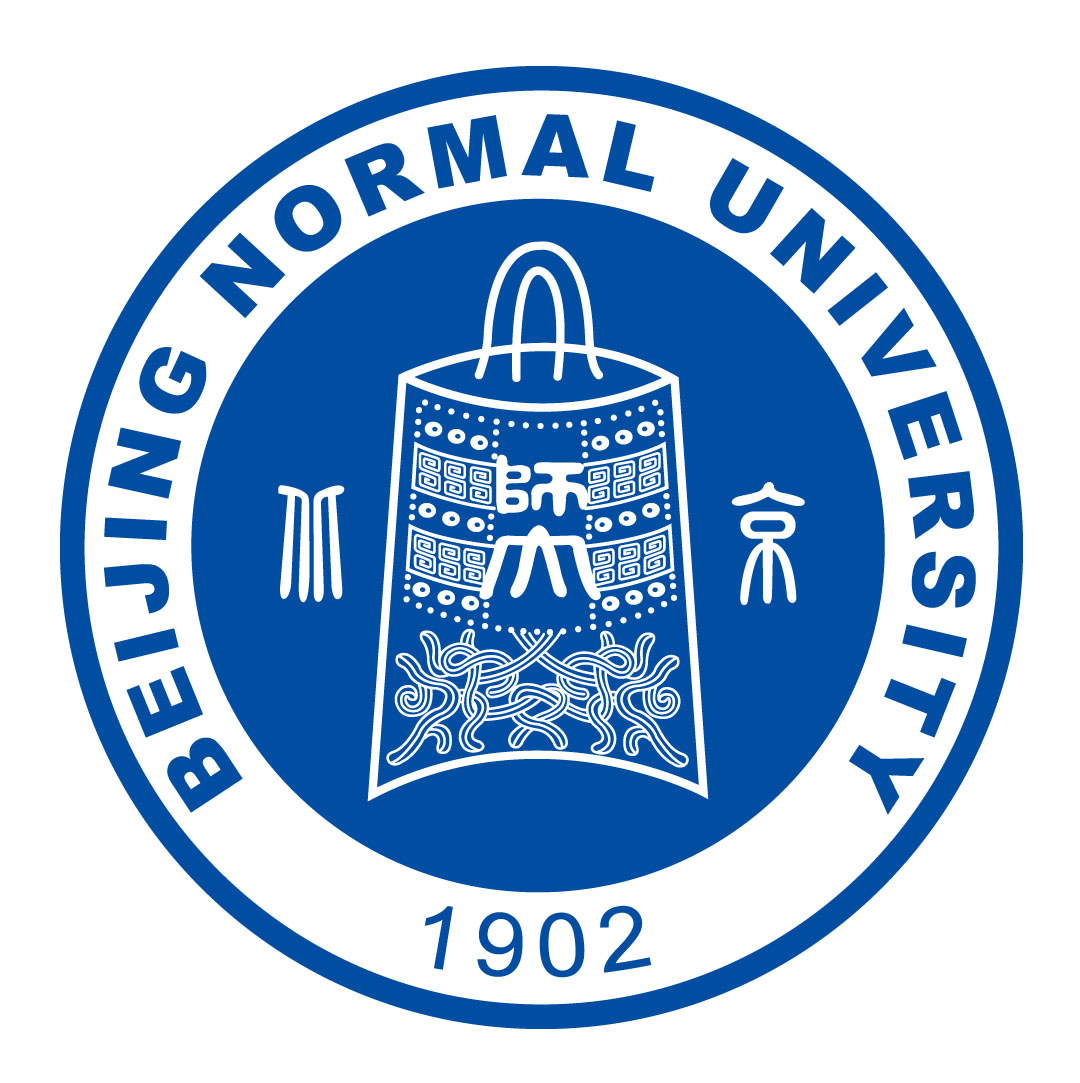 BEIJING NORMAL UNIVERSITY
北京
師
大
1902